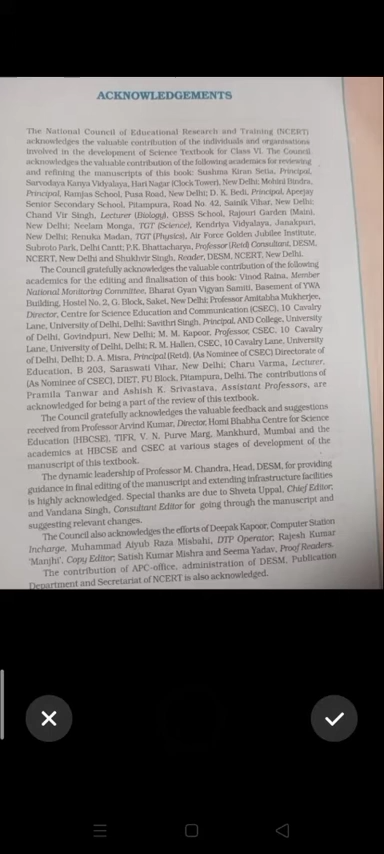 ACKNOWLEDGEMENTS
The National Council of Educational Research and Training (NCERT)
acknowledges the valuable contribution of the individuals and organisations
involved in the development of Science Textbook for Class VI. The Council
acknowledges the valuable contribution of the following academics for reviewing
and refining the manuscripts of this book: Sushma Kiran Setia, Principal,
Sarvodaya Kanya Vidyalaya, Hari Nagar (Clock Tower), New Delhi; Mohini Bindra,
Principal, Ramjas School, Pusa Road, New Delhi; D. K. Bedi, Principal, Apeejay
Senior Secondary School, Pitampura, Road No. 42, Sainik Vihar, New Delhi;
Chand Vir Singh, Lecturer (Biology), GBSS School, Rajouri Garden (Main),
New Delhi; Neelam Monga, TGT (Science), Kendriya Vidyalaya, Janakpuri,
New Delhi; Renuka Madan, TGT (Physics), Air Force Golden Jubilee Institute,
Subroto Park, Delhi Cantt; P.K. Bhattacharya, Professor (Retd) Consultant, DESM,
NCERT, New Delhi and Shukhvir Singh, Reader, DESM, NCERT, New Delhi.
The Council gratefully acknowledges the valuable contribution of the following
academics for the editing and finalisation of this book: Vinod Raina, Member
National Monitoring Committee, Bharat Gyan Vigyan Samiti, Basement of YWA
Building, Hostel No. 2, G. Block, Saket, New Delhi; Professor Amitabha Mukherjee,
Director, Centre for Science Education and Communication (CSEC), 10 Cavalry
Lane, University of Delhi, Delhi; Savithri Singh, Principal, AND College, University
of Delhi, Govindpuri, New Delhi; M. M. Kapoor, Professor, CSEC, 10 Cavalry
Lane, University of Delhi, Delhi; R. M. Hallen, CSEC, 10 Cavalry Lane, University
of Delhi, Delhi; D. A. Misra, Principal (Retd), (As Nominee of CSEC) Directorate of
Education, B 203, Saraswati Vihar, New Delhi; Charu Varma, Lecturer,
(As Nominee of CSEC), DIET, FU Block, Pitampura, Delhi. The contributions of
Pramila Tanwar and Ashish K. Srivastava, Assistant Professors, are
acknowledged for being a part of the review of this textbook.
The Council gratefully acknowledges the valuable feedback and suggestions
received from Professor Arvind Kumar, Director, Homi Bhabha Centre for Science
Education (HBCSE), TIFR, V. N. Purve Marg, Mankhurd, Mumbai and the
academics at HBCSE and CSEC at various stages of development of the
manuscript of this textbook.
The dynamic leadership of Professor M. Chandra, Head, DESM, for providing
guidance in final editing of the manuscript and extending infrastructure facilities
is highly acknowledged. Special thanks are due to Shveta Uppal, Chief Editor,
and Vandana Singh, Consultant Editor for going through the manuscript and
suggesting relevant changes.
The Council also acknowledges the efforts of Deepak Kapoor, Computer Station
Incharge, Muhammad Aiyub Raza Misbahi, DTP Operator; Rajesh Kumar
'Manjhi', Copy Editor; Satish Kumar Mishra and Seema Yadav, Proof Readers.
The contribution of APC-office, administration of DESM, Publication
Department and Secretariat of NCERT is also acknowledged.